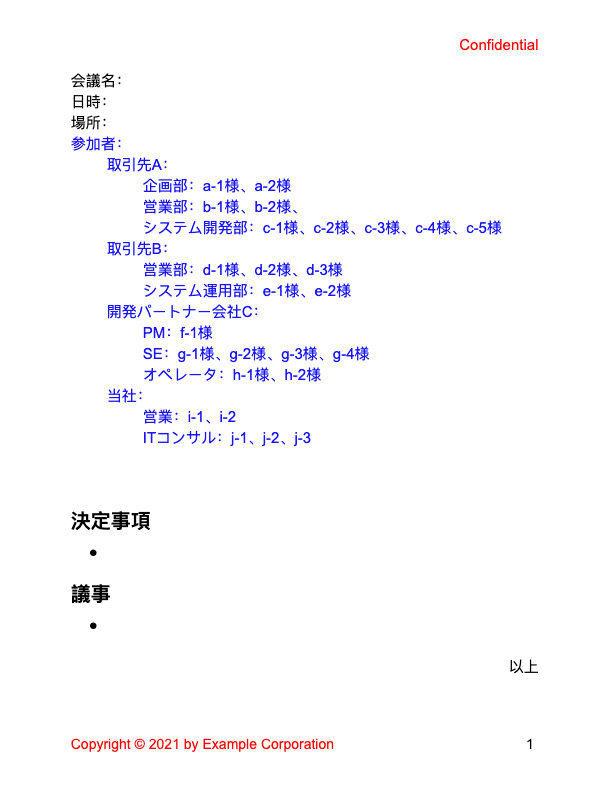 Confidential
会議名：
日時：
場所：
参加者：
取引先A：
企画部：a-1様、a-2様
営業部：b-1様、b-2様、
システム開発部：c-1様、c-2様、c-3様、c-4様、c-5様
取引先B：
営業部：d-1様、d-2様、d-3様
システム運用部：e-1様、e-2様
開発パートナー会社C：
PM：f-1様
SE：g-1様、g-2様、g-3様、g-4様
オペレータ：h-1様、h-2様
当社：
営業：i-1、i-2
ITコンサル：j-1、j-2、j-3
決定事項
●
議事
●
以上
Copyright © 2021 by Example Corporation 1